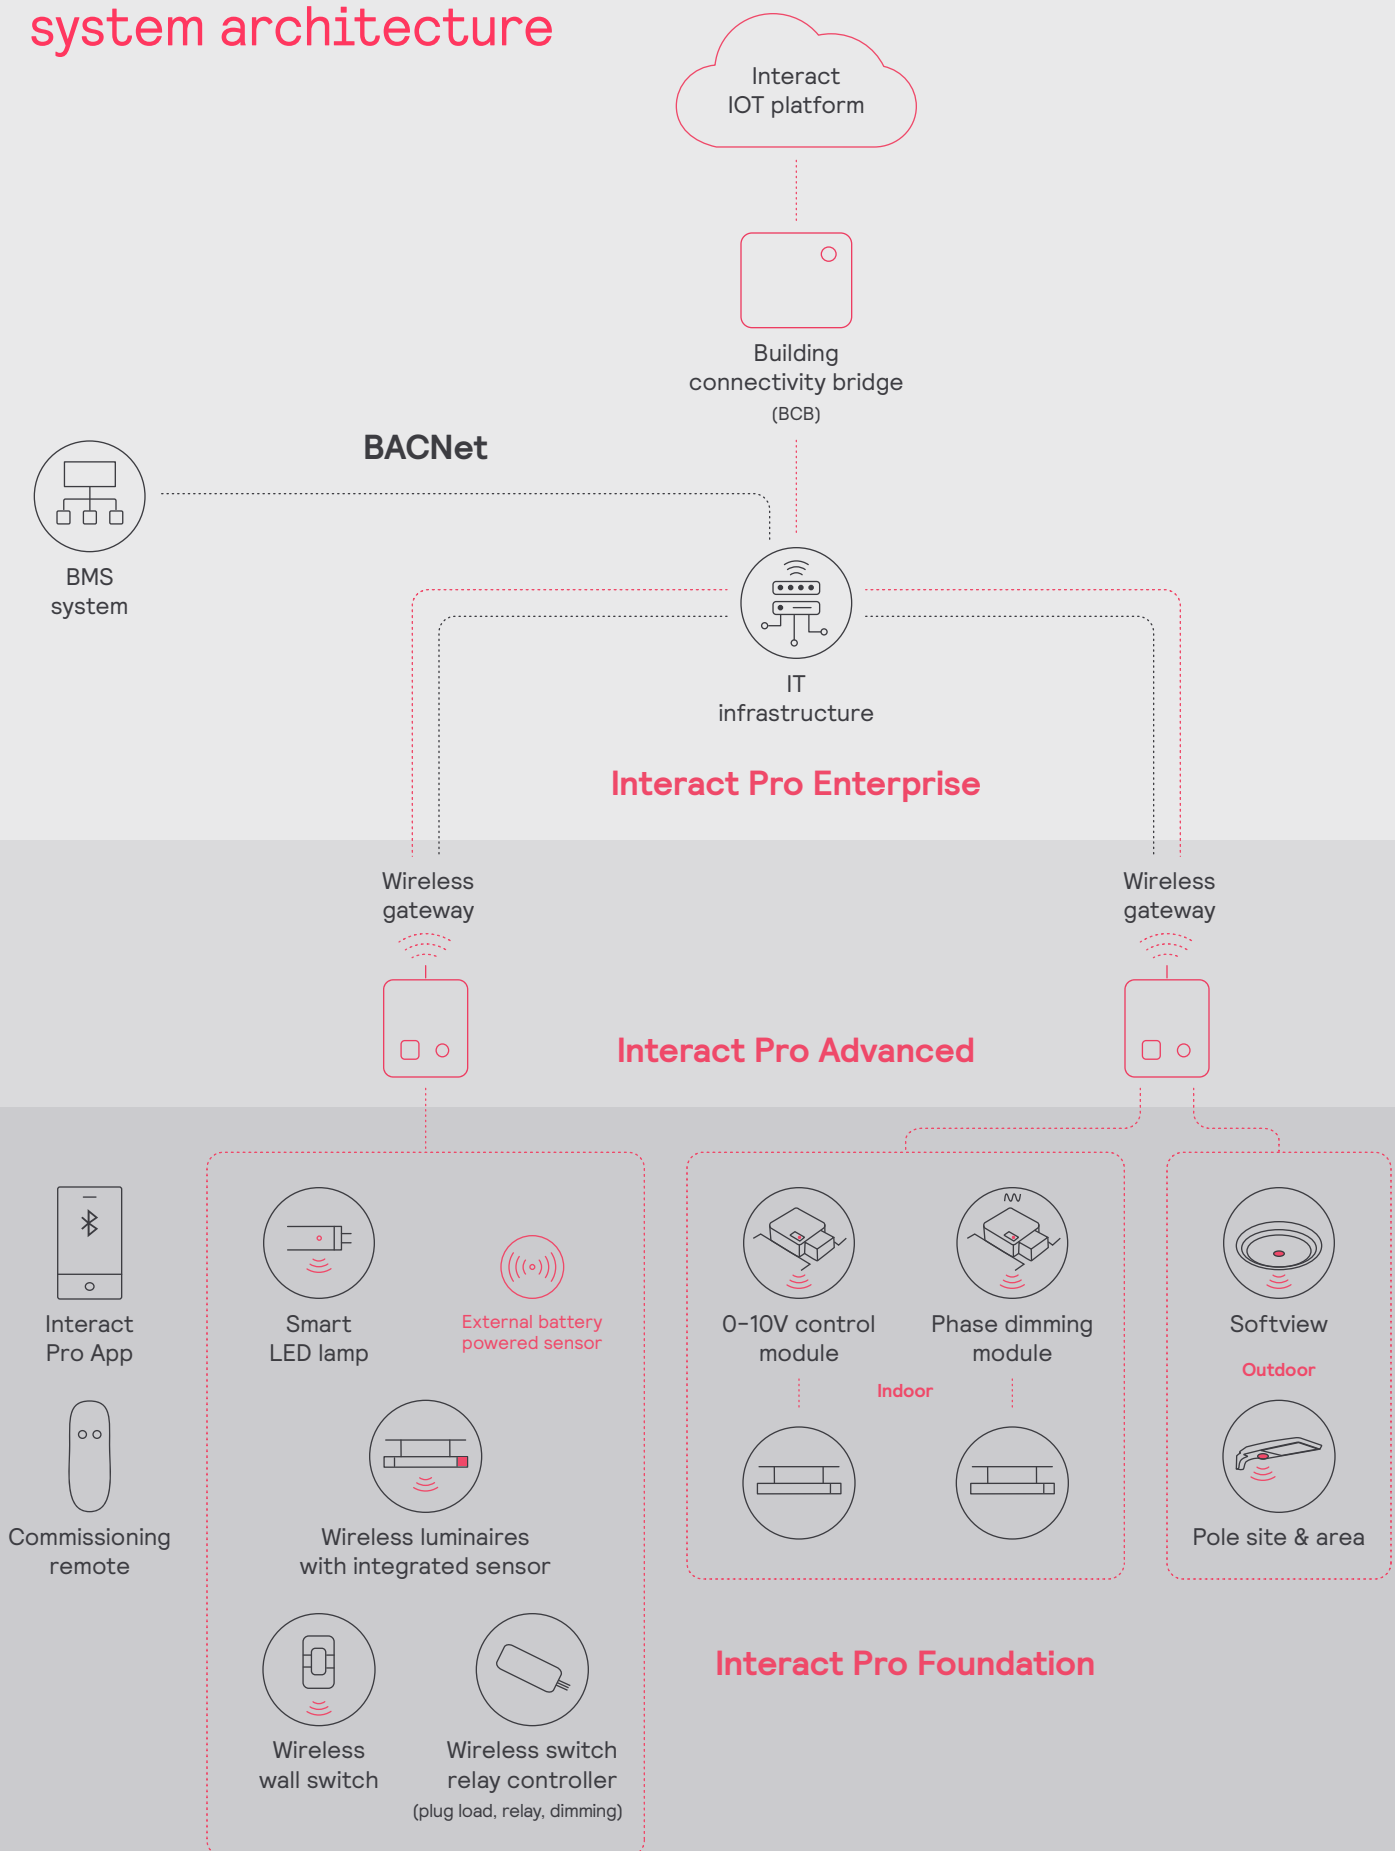 system architecture
Interact
IOT platform
Building
connectivity bridge
(BCB)
BACNet
BMS
system
IT
infrastructure
Interact Pro Enterprise
Wireless
gateway
Wireless
gateway
Interact Pro Advanced
Interact
Pro App
Smart
LED lamp
External battery
powered sensor
0-10V control
module
Phase dimming
module
Softview
Indoor
Outdoor
Commissioning
remote
Wireless luminaires
with integrated sensor
Pole site & area
Interact Pro Foundation
Wireless
wall switch
Wireless switch
relay controller
(plug load, relay, dimming)